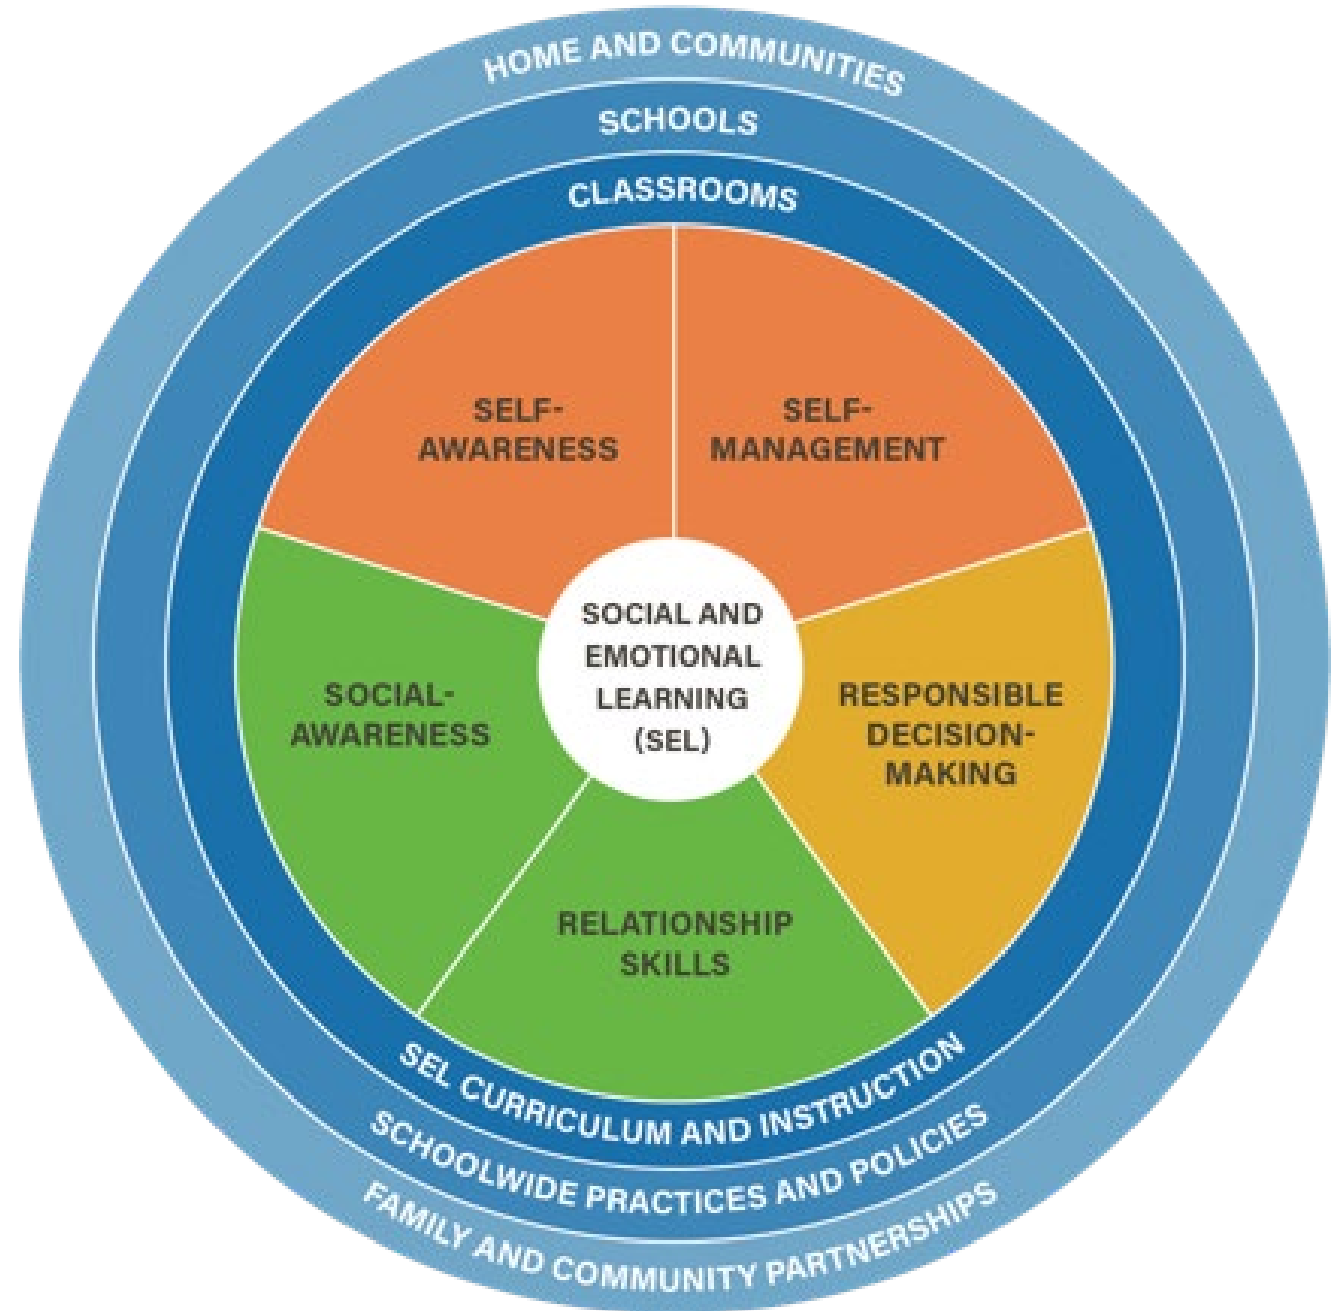 HOME AND COMMUNITIES
SCHOOLS
CLASSROOMS
SELF-
AWARENESS
SELF-
MANAGEMENT
SOCIAL AND
EMOTIONAL
LEARNING
(SEL)
SOCIAL-
AWARENESS
RESPONSIBLE
DECISION-
MAKING
RELATIONSHIP
SKILLS
SEL CURRICULUM AND INSTRUCTION
SCHOOLWIDE PRACTICES AND POLICIES
FAMILY AND COMMUNITY PARTNERSHIPS